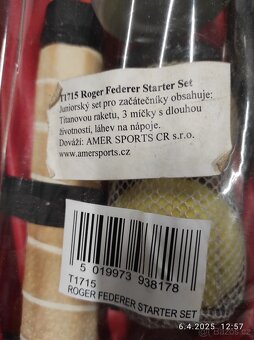 T1715 Roger Federer Starter Set
Juniorský set pro začátečníky obsahuje:
Titanovou raketu, 3 míčky s dlouhou
životností, láhev na nápoje.
Dováží: AMER SPORTS CR s.r.o.
www.amersports.cz
5 019973 938178
T1715
ROGER FEDERER STARTER SET
6.4.2025 12:57